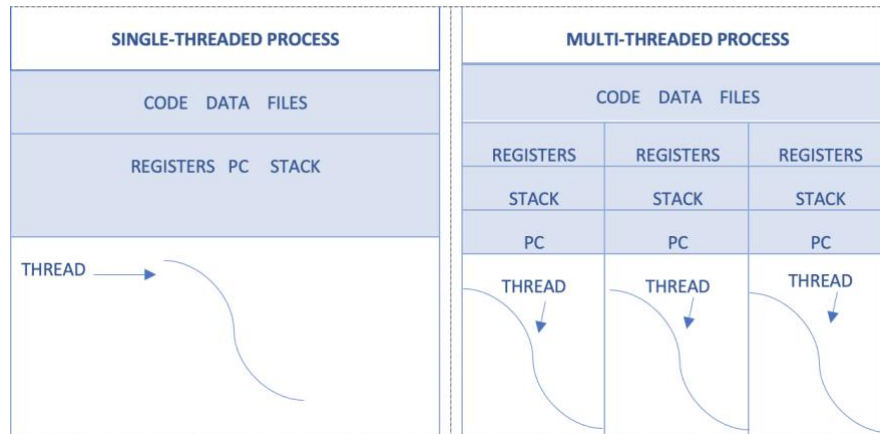 SINGLE-THREADED PROCESS
CODE DATA FILES
REGISTERS PC STACK
THREAD
MULTI-THREADED PROCESS
CODE DATA FILES
REGISTERS REGISTERS REGISTERS
STACK STACK STACK
PC PC PC
THREAD THREAD THREAD